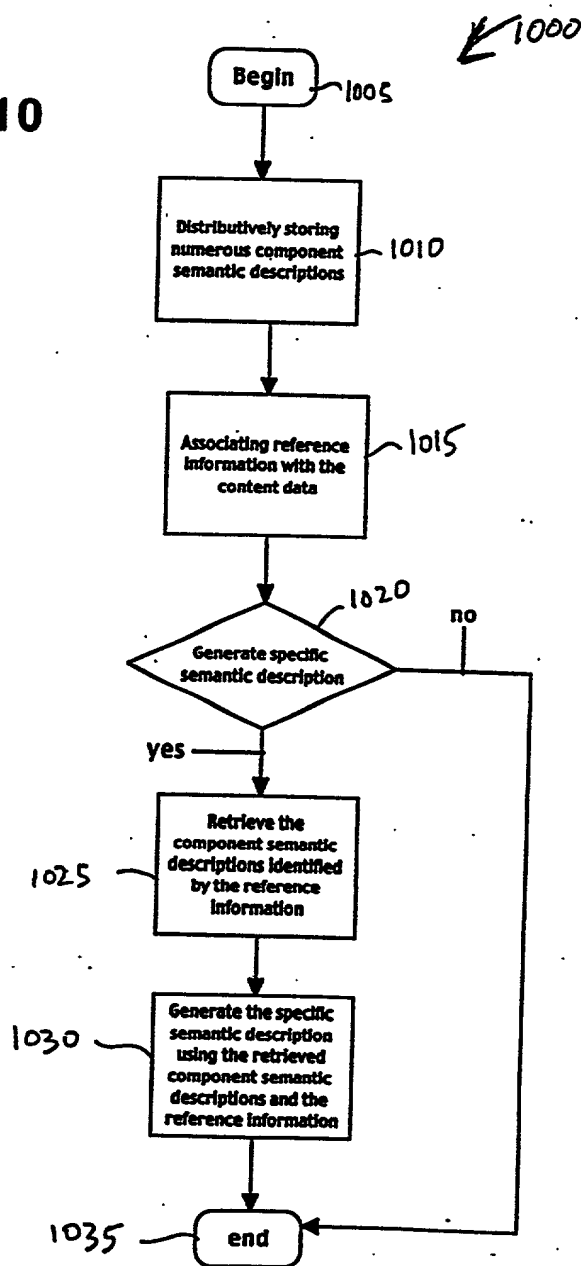 1000
Begin
1005
10
Distributively storing
numerous component
semantic descriptions
1010
Associating reference
information with the
content data
1015
1020
no
Generate specific
semantic description
yes
Retrieve the
component semantic
descriptions identified
by the reference
information
1025
Generate the specific
semantic description
using the retrieved
component semantic
descriptions and the
reference information
1030
end
1035